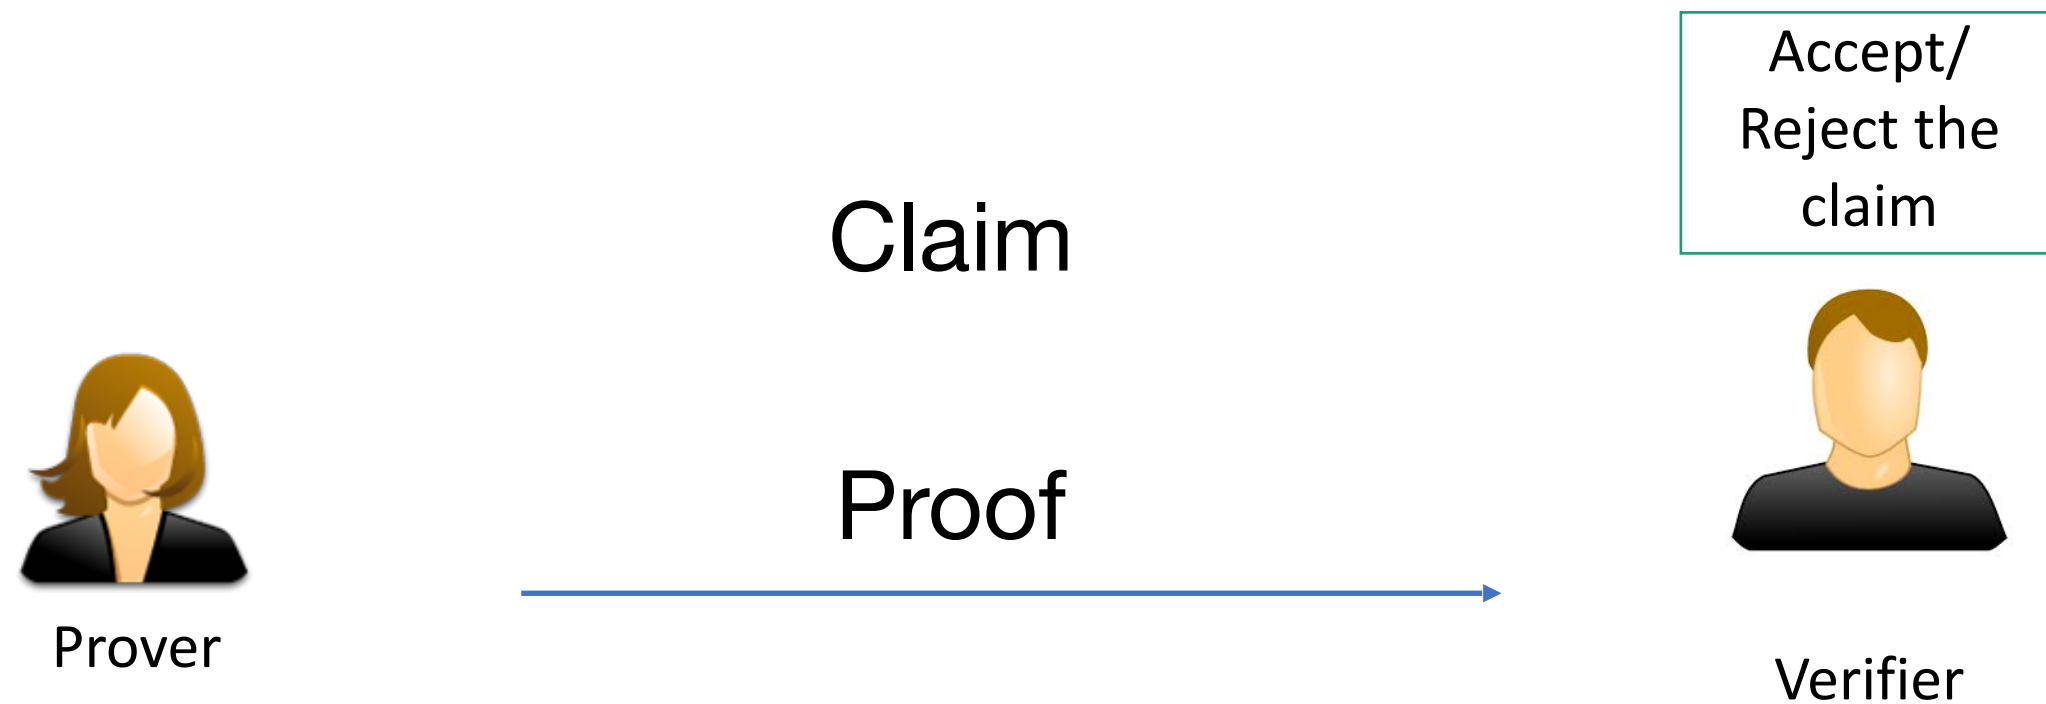 Accept/
Reject the
claim
Claim
Proof
Prover
Verifier